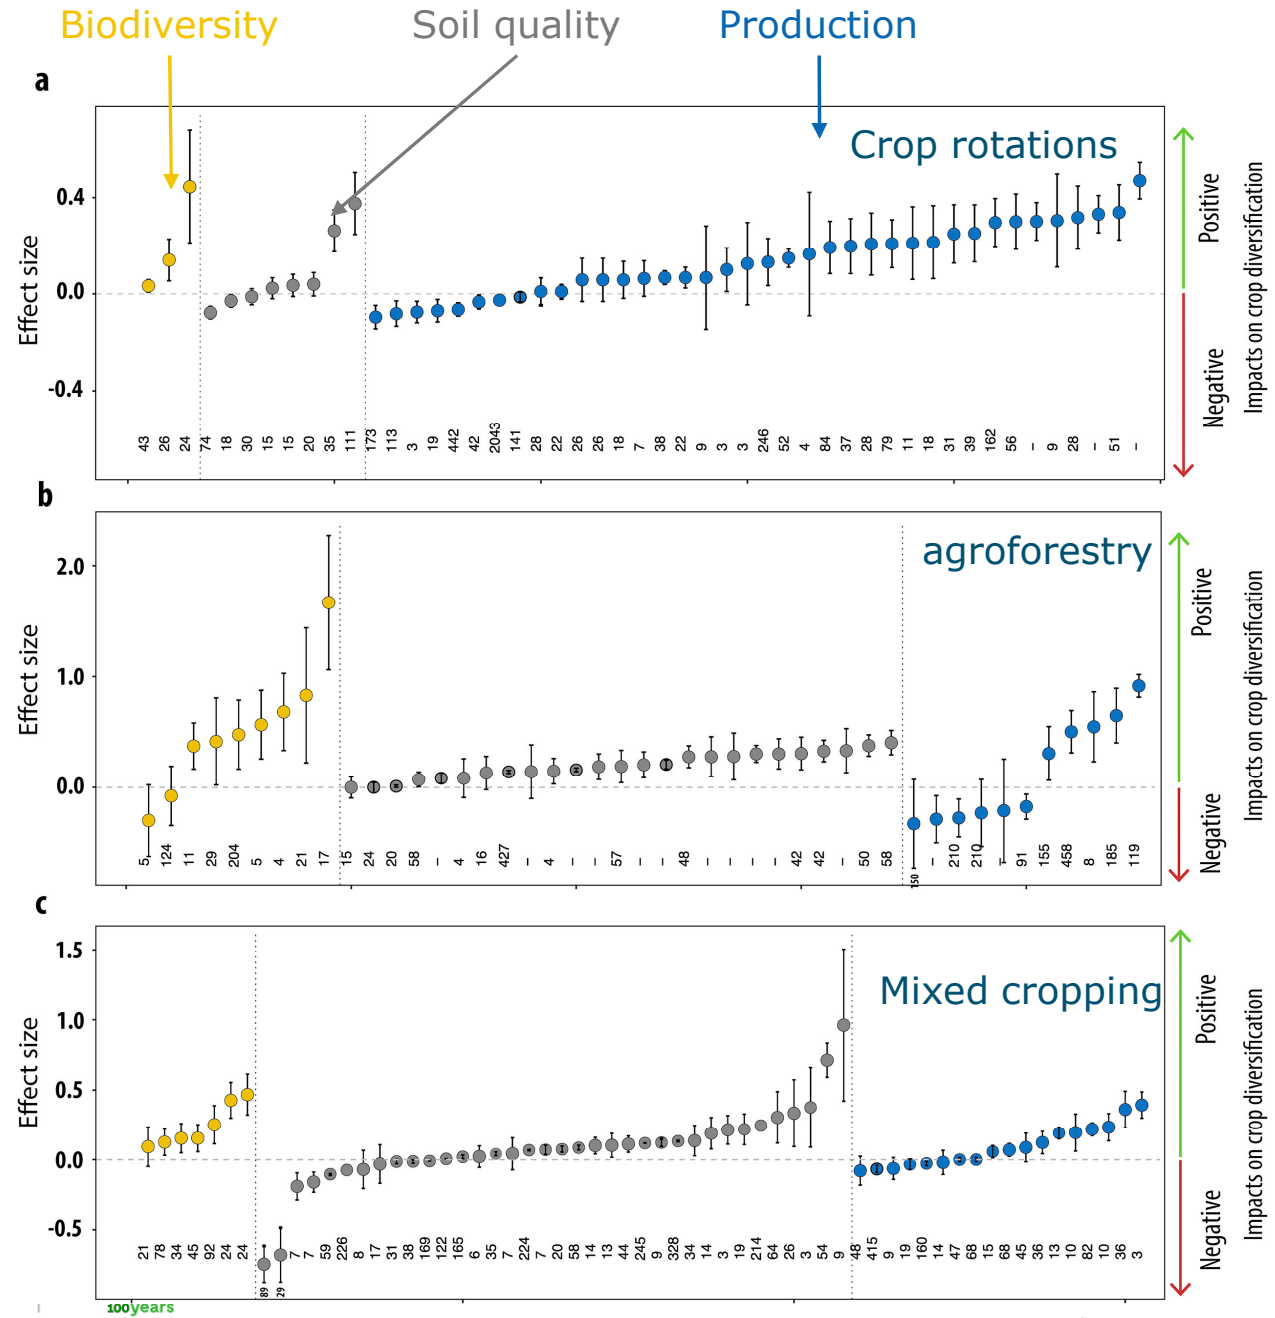 Biodiversity Soil quality Production
a
Crop rotations
Effect size
0.4
0.0
-0.4
43 26 24 74 18 30 15 15 20 35 111 173 113 3 19 442 42 2043 141 28 22 26 26 18 7 38 22 9 3 3 246 52 4 84 37 28 79 11 18 31 39 162 56 – 9 28 – 51 –
Positive
Negative
Impacts on crop diversification
b
agroforestry
Effect size
2.0
1.0
0.0
5 124 11 29 204 5 4 21 17 15 24 20 58 – 4 16 427 – 4 – – 57 – – 48 – – – – 42 42 – 50 58 150 – 210 210 – 91 155 458 8 185 119
Positive
Negative
Impacts on crop diversification
c
Mixed cropping
Effect size
1.5
1.0
0.5
0.0
-0.5
21 78 34 45 92 24 24 89 29 7 7 59 226 8 17 31 38 169 122 165 6 35 7 224 7 20 58 14 13 44 245 9 328 34 14 3 19 214 64 26 3 54 9 48 415 9 19 160 14 47 68 15 68 45 36 13 10 82 10 36 3
Positive
Negative
Impacts on crop diversification
100years